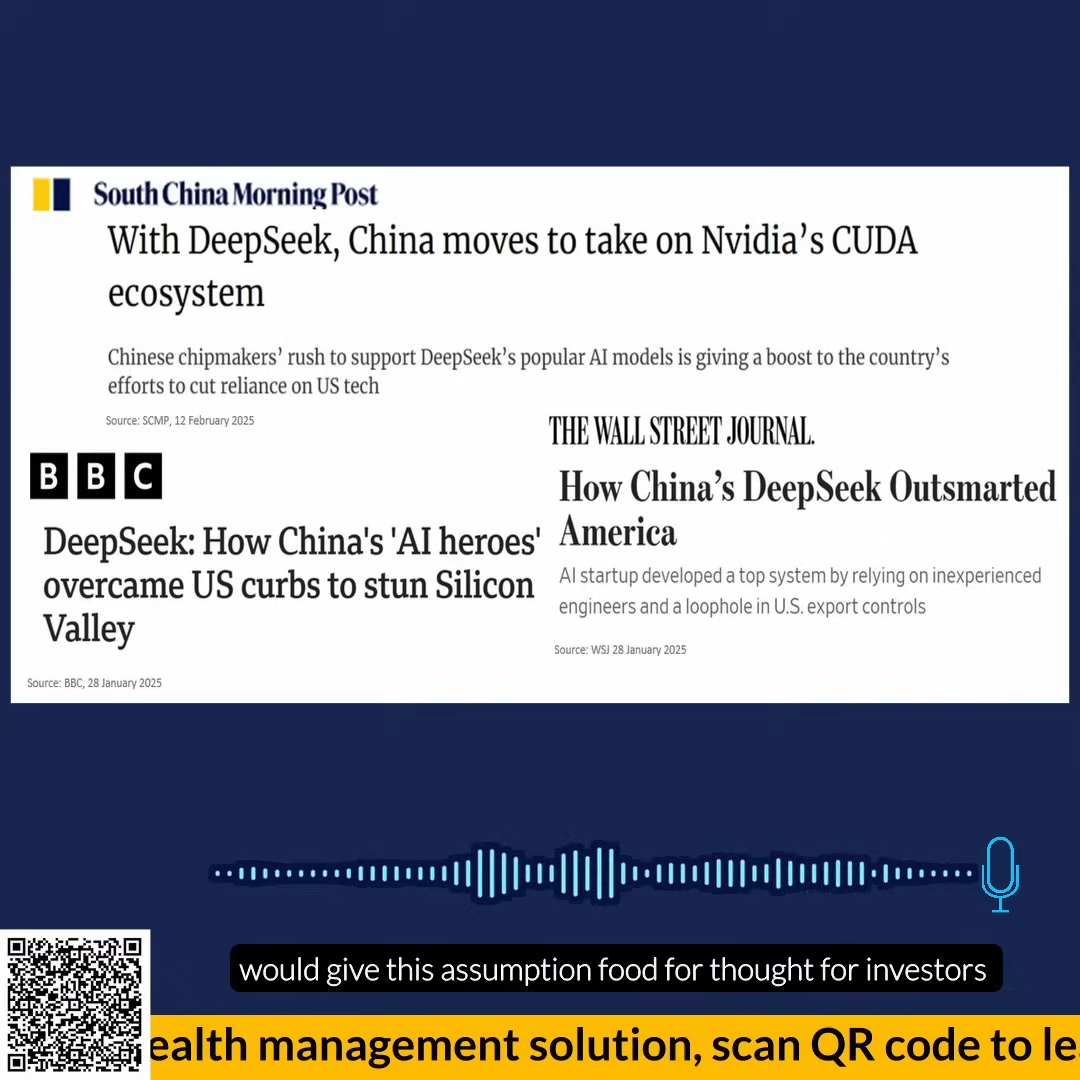 South China Morning Post
With DeepSeek, China moves to take on Nvidia’s CUDA
ecosystem
Chinese chipmakers’ rush to support DeepSeek’s popular AI models is giving a boost to the country’s
efforts to cut reliance on US tech
Source: SCMP, 12 February 2025
BBC
DeepSeek: How China's 'AI heroes'
overcame US curbs to stun Silicon
Valley
Source: BBC, 28 January 2025
THE WALL STREET JOURNAL.
How China’s DeepSeek Outsmarted
America
AI startup developed a top system by relying on inexperienced
engineers and a loophole in U.S. export controls
Source: WSJ 28 January 2025
would give this assumption food for thought for investors
ealth management solution, scan QR code to le